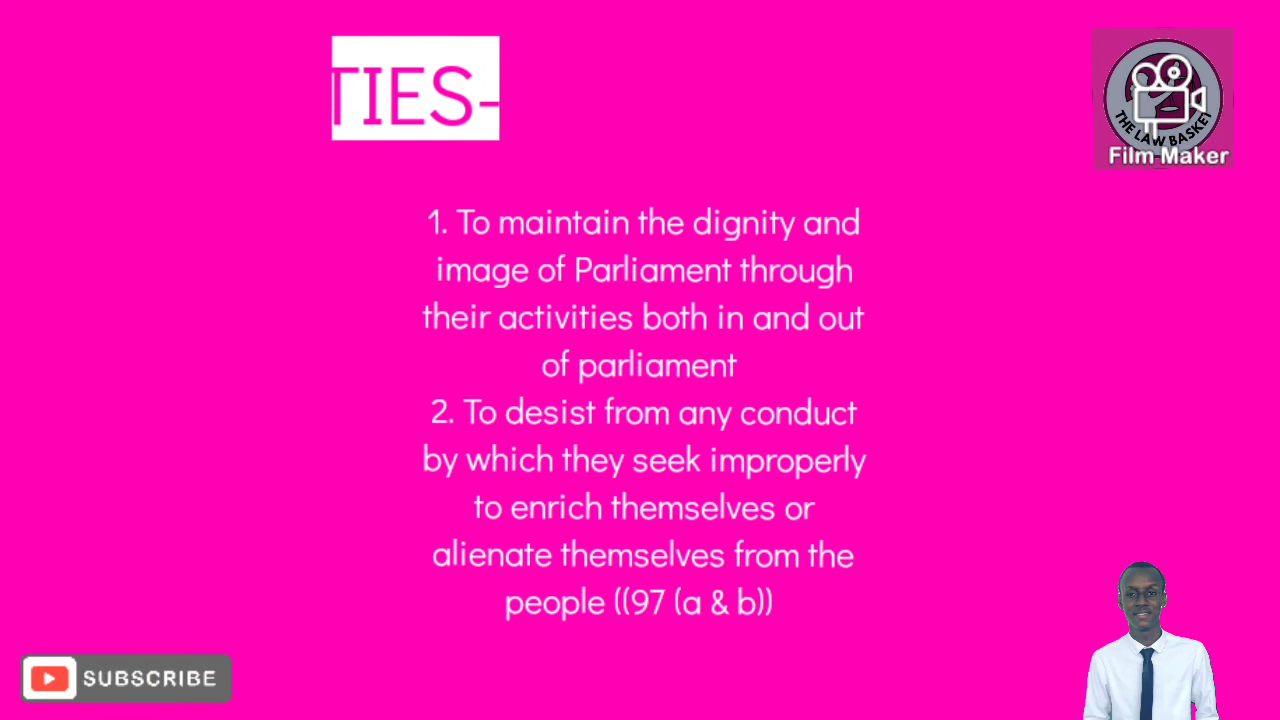 TIES-
THE LAW BASKET
Film Maker
1. To maintain the dignity and
image of Parliament through
their activities both in and out
of parliament
2. To desist from any conduct
by which they seek improperly
to enrich themselves or
alienate themselves from the
people ((97 (a & b))
SUBSCRIBE